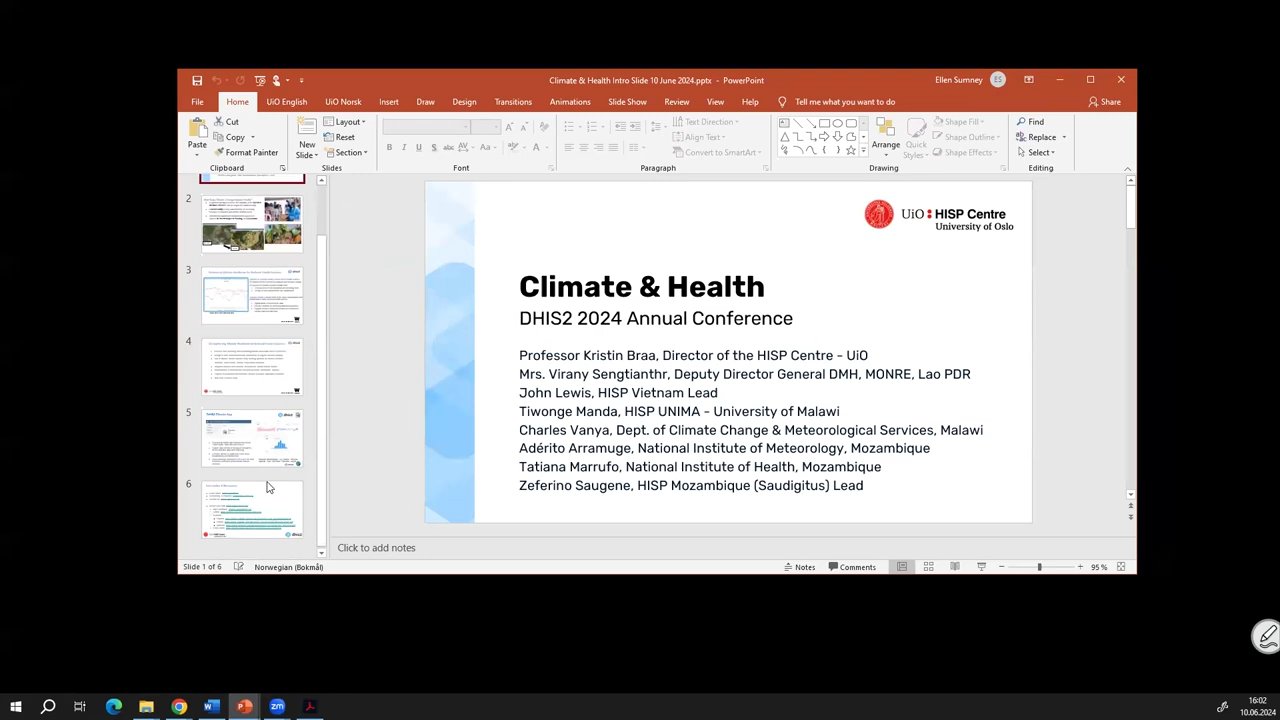 Climate & Health Intro Slide 10 June 2024.pptx - PowerPoint
Ellen Sumney
ES
File Home UiO English UiO Norsk Insert Draw Design Transitions Animations Slide Show Review View Help Tell me what you want to do Share
Paste
Cut
Copy
Format Painter
Clipboard
New Slide
Layout
Reset
Section
Slides
Font
Text Direction
Align Text
Convert to SmartArt
Paragraph
Arrange
Quick Styles
Shape Fill
Shape Outline
Shape Effects
Drawing
Find
Replace
Select
Editing
2
3
4
5
6
UiO HISP Centre
University of Oslo
Climate & Health
DHIS2 2024 Annual Conference
Professor Kristin Braa, Director of the HISP Centre - UiO
Mrs. Virany Sengtianthr, Deputy Director General DMH, MONRE Lao PDR
John Lewis, HISP Vietnam Lead
Tiwonge Manda, HISP UNIMA - University of Malawi
Charles Vanya, Dept. of Climate Change & Meteorological Services, Malawi
Aderito Arramuge, National Institute of Meteorology, Mozambique
Tatiana Marrufo, National Institute of Health, Mozambique
Zeferino Saugene, HISP Mozambique (Saudigitus) Lead
Click to add notes
Slide 1 of 6 Norwegian (Bokmål) Notes Comments 95 %
16:02
10.06.2024